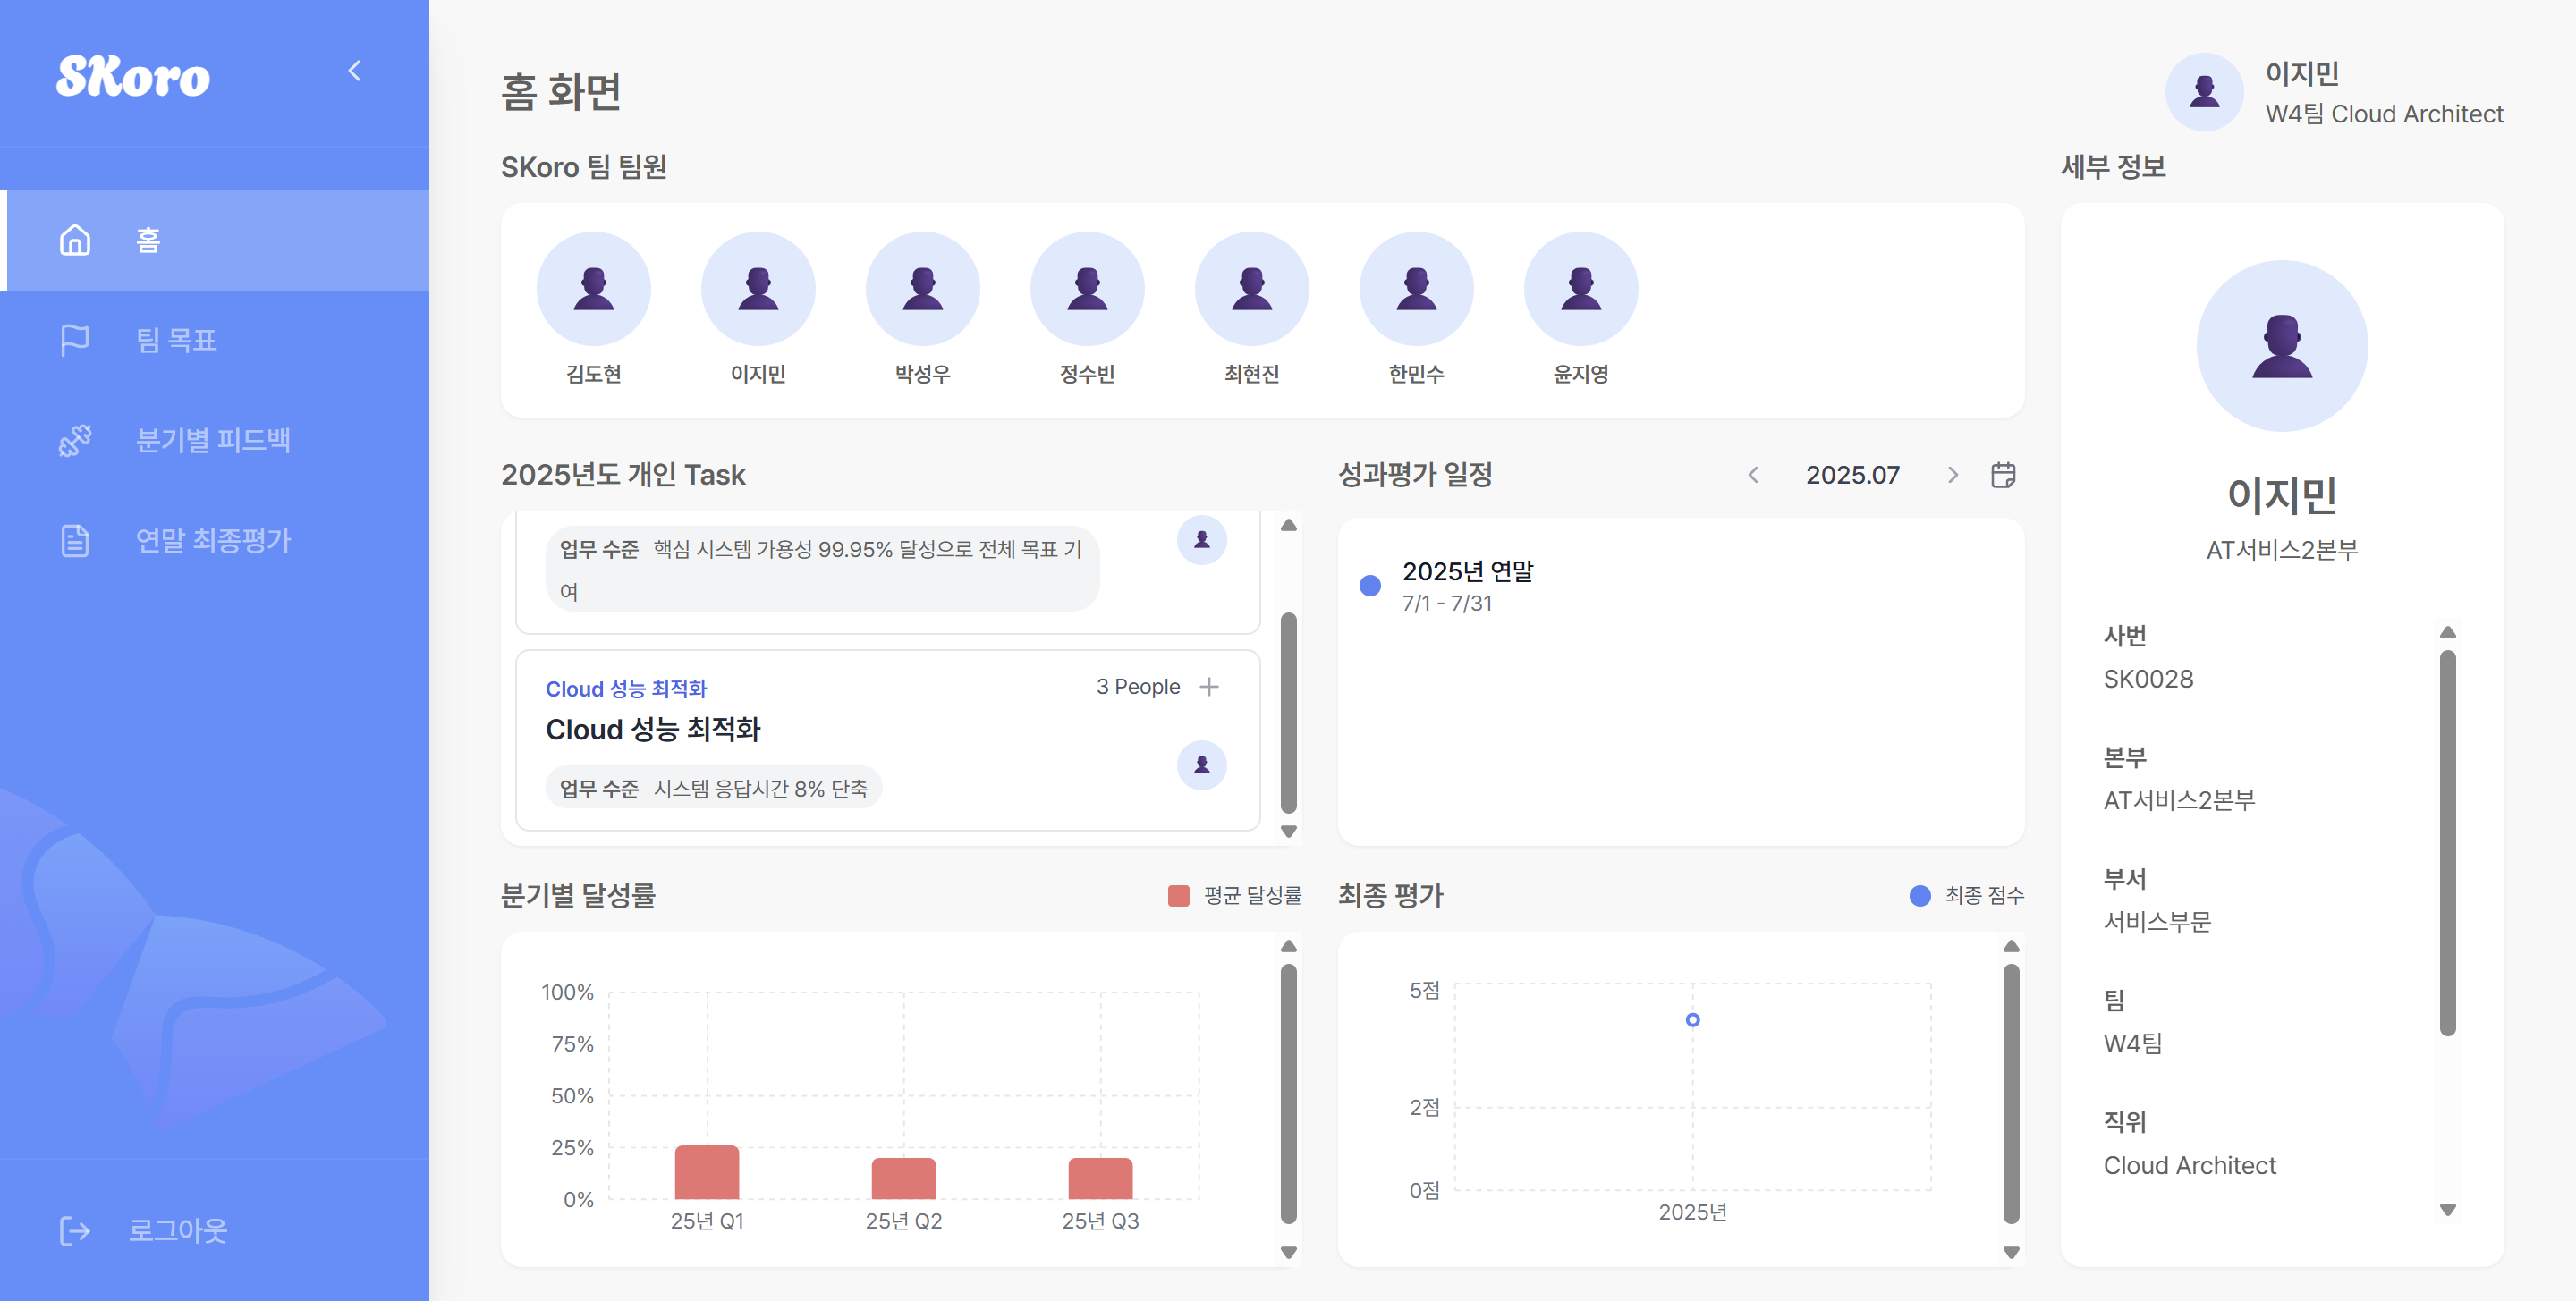 SKoro
홈
팀 목표
분기별 피드백
연말 최종평가
로그아웃
홈 화면
이지민
W4팀 Cloud Architect
SKoro 팀 팀원
김도현
이지민
박성우
정수빈
최현진
한민수
윤지영
2025년도 개인 Task
업무 수준 핵심 시스템 가용성 99.95% 달성으로 전체 목표 기
여
Cloud 성능 최적화
3 People
Cloud 성능 최적화
업무 수준 시스템 응답시간 8% 단축
성과평가 일정
2025.07
2025년 연말
7/1 - 7/31
분기별 달성률
평균 달성률
100%
75%
50%
25%
0%
25년 Q1
25년 Q2
25년 Q3
최종 평가
최종 점수
5점
2점
0점
2025년
세부 정보
이지민
AT서비스2본부
사번
SK0028
본부
AT서비스2본부
부서
서비스부문
팀
W4팀
직위
Cloud Architect